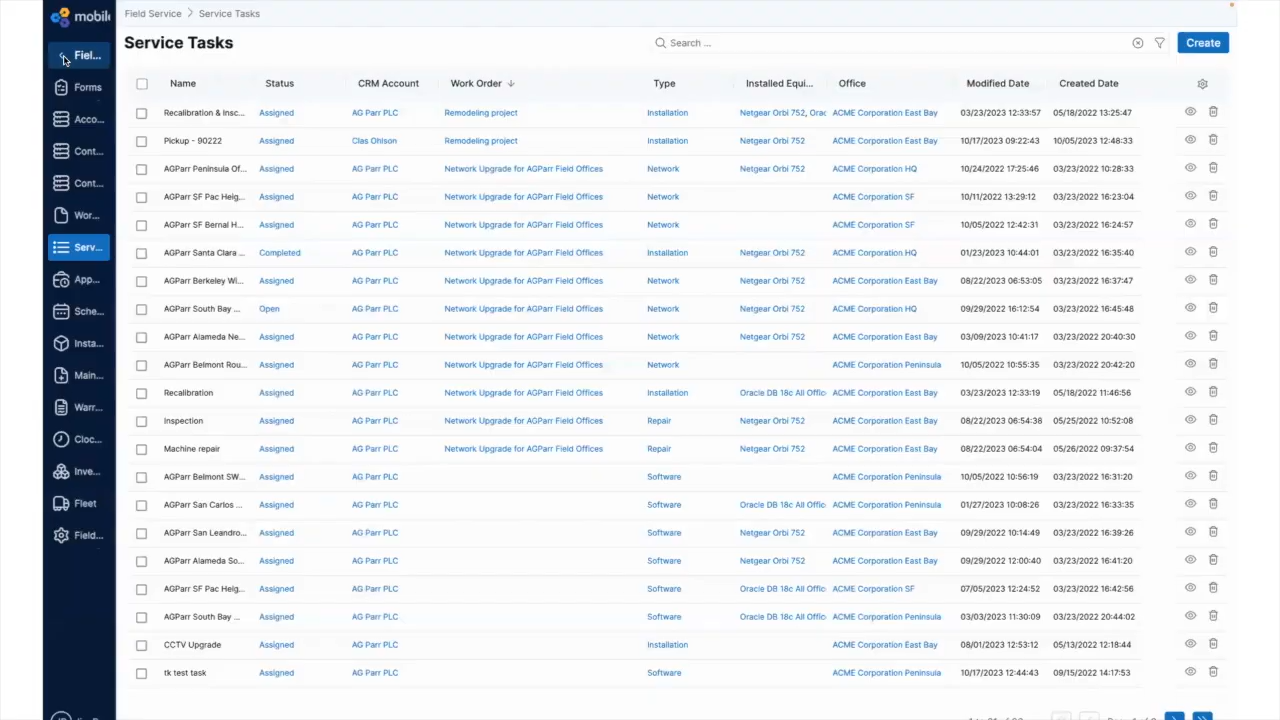 mobil
Field Service > Service Tasks
Service Tasks
Search ...
Create
Fiel...
Forms
Acco...
Cont...
Cont...
Wor...
Serv...
App...
Sche...
Insta...
Main...
Warr...
Cloc...
Inve...
Fleet
Field...
Name Status CRM Account Work Order Type Installed Equi... Office Modified Date Created Date
Recalibration & Insc... Assigned AG Parr PLC Remodeling project Installation Netgear Orbi 752, Orac ACME Corporation East Bay 03/23/2023 12:33:57 05/18/2022 13:25:47
Pickup - 90222 Assigned Clas Ohlson Remodeling project Installation Netgear Orbi 752 ACME Corporation East Bay 10/17/2023 09:22:43 10/05/2023 12:48:33
AGParr Peninsula Of... Assigned AG Parr PLC Network Upgrade for AGParr Field Offices Network Netgear Orbi 752 ACME Corporation HQ 10/24/2022 17:25:46 03/23/2022 10:28:33
AGParr SF Pac Heig... Assigned AG Parr PLC Network Upgrade for AGParr Field Offices Network ACME Corporation SF 10/11/2022 13:29:12 03/23/2022 16:23:04
AGParr SF Bernal H... Assigned AG Parr PLC Network Upgrade for AGParr Field Offices Network ACME Corporation SF 10/05/2022 12:42:31 03/23/2022 16:24:57
AGParr Santa Clara ... Completed AG Parr PLC Network Upgrade for AGParr Field Offices Installation Netgear Orbi 752 ACME Corporation HQ 01/23/2023 10:44:01 03/23/2022 16:35:40
AGParr Berkeley Wi... Assigned AG Parr PLC Network Upgrade for AGParr Field Offices Network Netgear Orbi 752 ACME Corporation East Bay 08/22/2023 06:53:05 03/23/2022 16:37:47
AGParr South Bay ... Open AG Parr PLC Network Upgrade for AGParr Field Offices Network Netgear Orbi 752 ACME Corporation HQ 09/29/2022 16:12:54 03/23/2022 16:45:48
AGParr Alameda Ne... Assigned AG Parr PLC Network Upgrade for AGParr Field Offices Network Netgear Orbi 752 ACME Corporation East Bay 03/09/2023 10:41:17 03/23/2022 20:40:30
AGParr Belmont Rou... Assigned AG Parr PLC Network Upgrade for AGParr Field Offices Network ACME Corporation Peninsula 10/05/2022 10:55:35 03/23/2022 20:42:20
Recalibration Assigned AG Parr PLC Network Upgrade for AGParr Field Offices Installation Oracle DB 18c All Offic ACME Corporation East Bay 03/23/2023 12:33:19 05/18/2022 11:46:56
Inspection Assigned AG Parr PLC Network Upgrade for AGParr Field Offices Repair Netgear Orbi 752 ACME Corporation East Bay 08/22/2023 06:54:38 05/25/2022 10:52:08
Machine repair Assigned AG Parr PLC Network Upgrade for AGParr Field Offices Repair Netgear Orbi 752 ACME Corporation East Bay 08/22/2023 06:54:04 05/26/2022 09:37:54
AGParr Belmont SW... Assigned AG Parr PLC Software ACME Corporation Peninsula 10/05/2022 10:56:19 03/23/2022 16:31:20
AGParr San Carlos ... Assigned AG Parr PLC Software Oracle DB 18c All Offic ACME Corporation Peninsula 01/27/2023 10:08:26 03/23/2022 16:33:35
AGParr San Leandro... Assigned AG Parr PLC Software Netgear Orbi 752 ACME Corporation East Bay 09/29/2022 10:14:49 03/23/2022 16:39:26
AGParr Alameda So... Assigned AG Parr PLC Software Netgear Orbi 752 ACME Corporation East Bay 09/29/2022 12:00:40 03/23/2022 16:41:20
AGParr SF Pac Heig... Assigned AG Parr PLC Software Oracle DB 18c All Offic ACME Corporation SF 07/05/2023 12:24:52 03/23/2022 16:42:56
AGParr South Bay ... Assigned AG Parr PLC Software Oracle DB 18c All Offic ACME Corporation Peninsula 03/03/2023 11:30:09 03/23/2022 20:44:02
CCTV Upgrade Assigned AG Parr PLC Installation ACME Corporation East Bay 08/01/2023 12:53:12 05/13/2022 12:18:44
tk test task Assigned AG Parr PLC Software ACME Corporation Peninsula 10/17/2023 12:44:43 09/15/2022 14:17:53